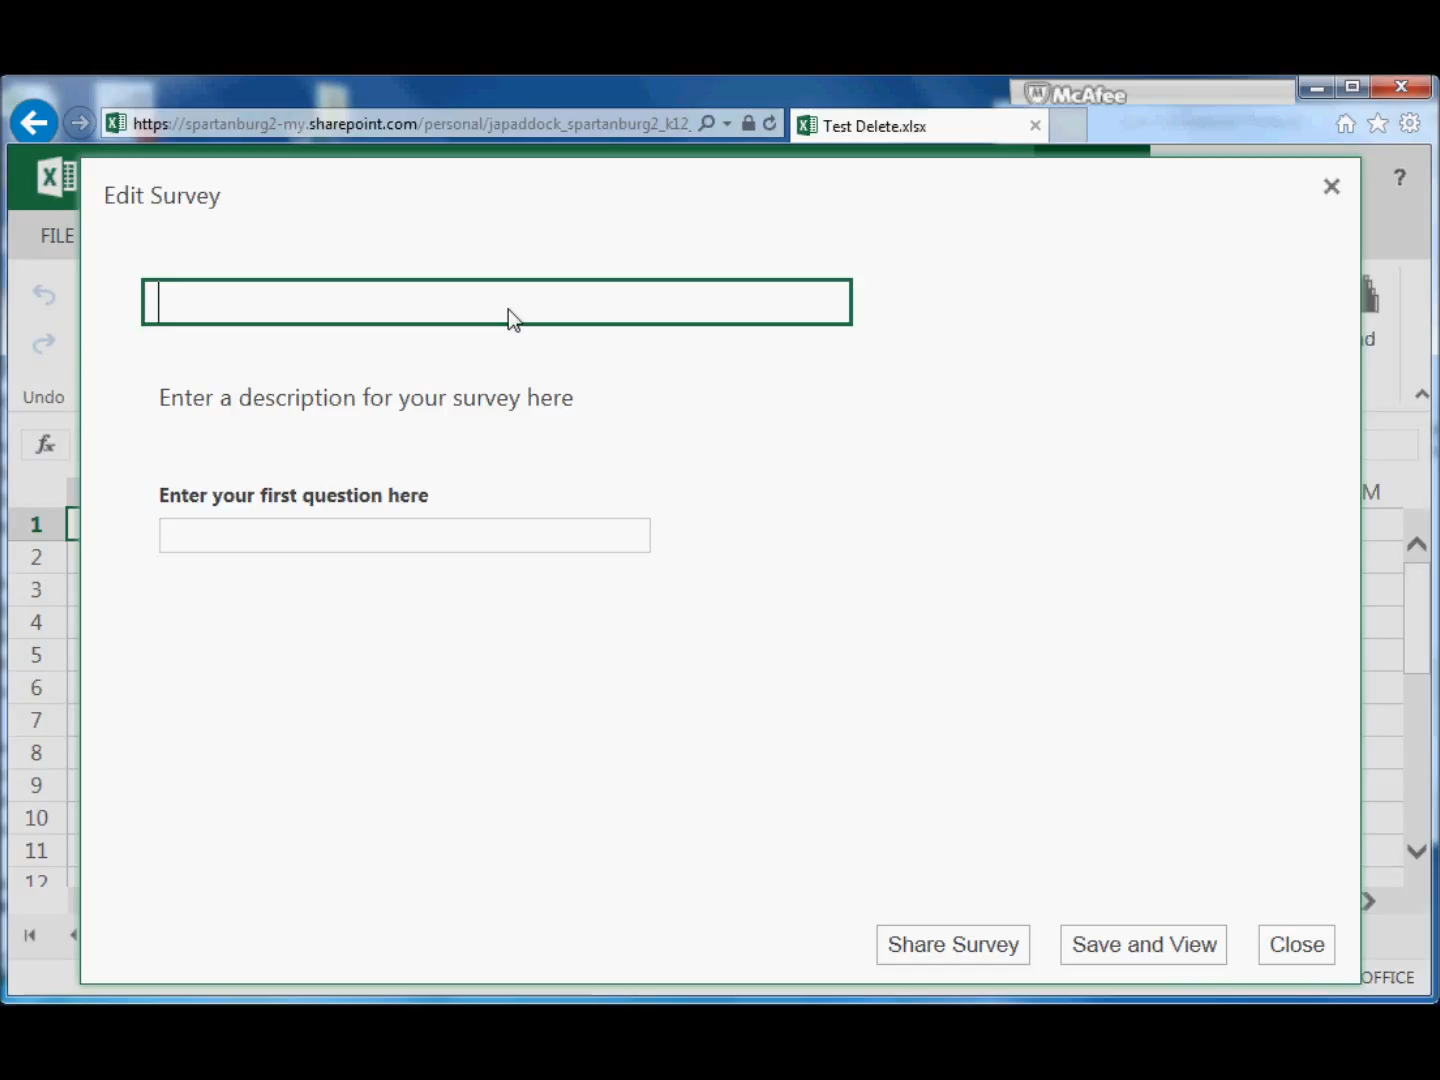 McAfee
https://spartanburg2-my.sharepoint.com/personal/japaddock_spartanburg2_k12_
Test Delete.xlsx
Edit Survey
?
FILE
Enter a description for your survey here
Undo
fx
Enter your first question here
M
1
2
3
4
5
6
7
8
9
10
11
12
Share Survey
Save and View
Close
OFFICE